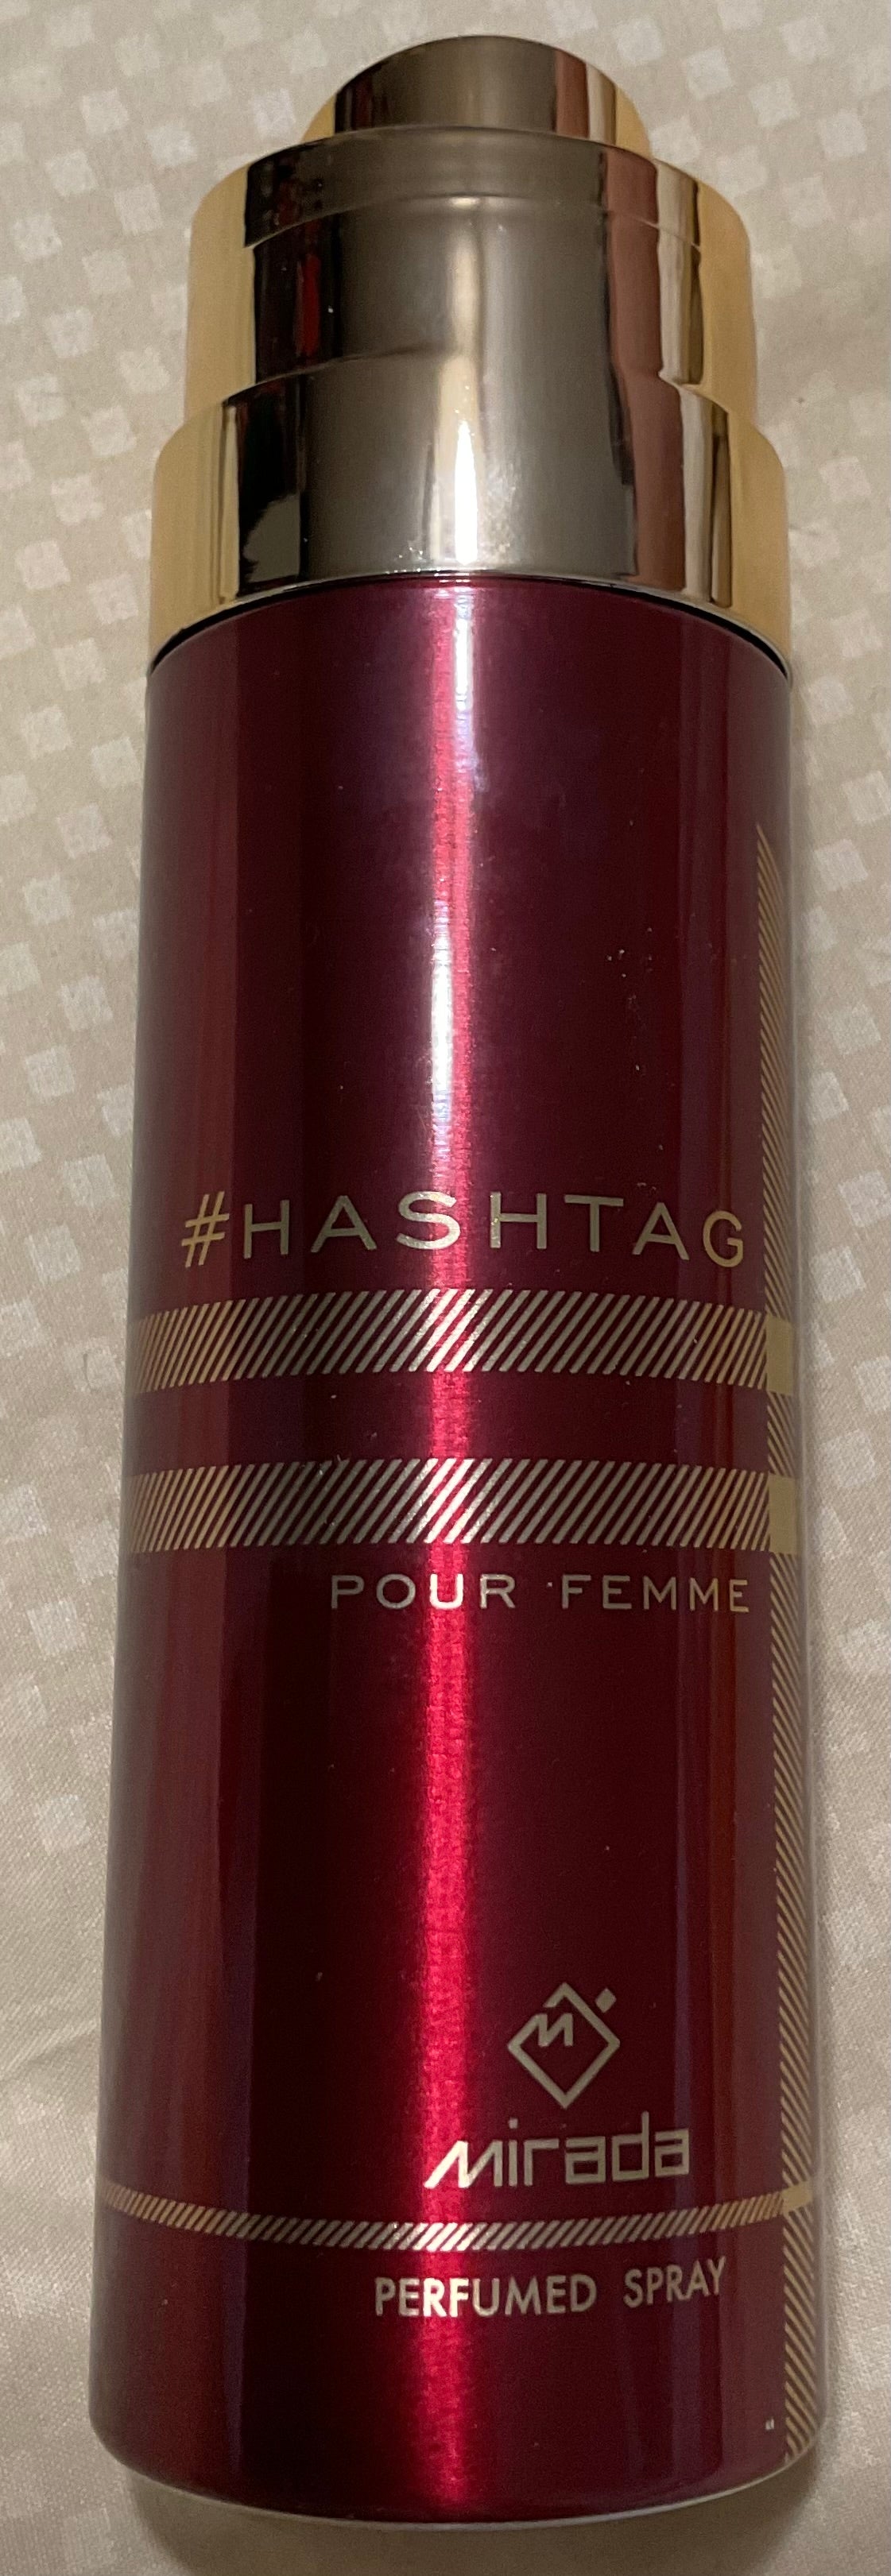 #HASHTAG
POUR FEMME
M
mirada
PERFUMED SPRAY